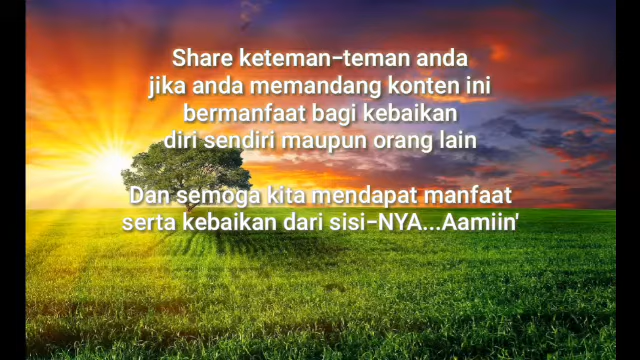 Share keteman-teman anda
jika anda memandang konten ini
bermanfaat bagi kebaikan
diri sendiri maupun orang lain
Dan semoga kita mendapat manfaat
serta kebaikan dari sisi-NYA...Aamiin'